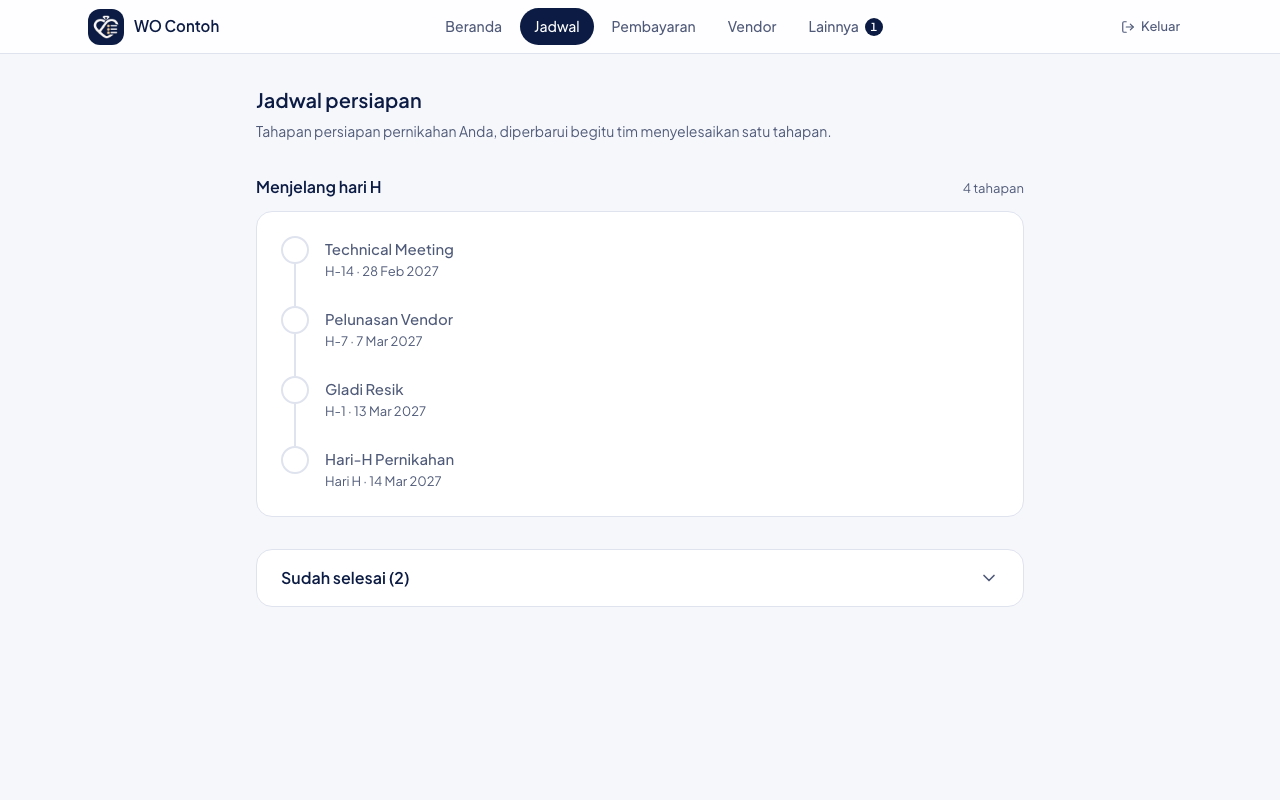 WO Contoh
Beranda
Jadwal
Pembayaran
Vendor
Lainnya 1
Keluar
Jadwal persiapan
Tahapan persiapan pernikahan Anda, diperbarui begitu tim menyelesaikan satu tahapan.
Menjelang hari H
4 tahapan
Technical Meeting
H-14 · 28 Feb 2027
Pelunasan Vendor
H-7 · 7 Mar 2027
Gladi Resik
H-1 · 13 Mar 2027
Hari-H Pernikahan
Hari H · 14 Mar 2027
Sudah selesai (2)